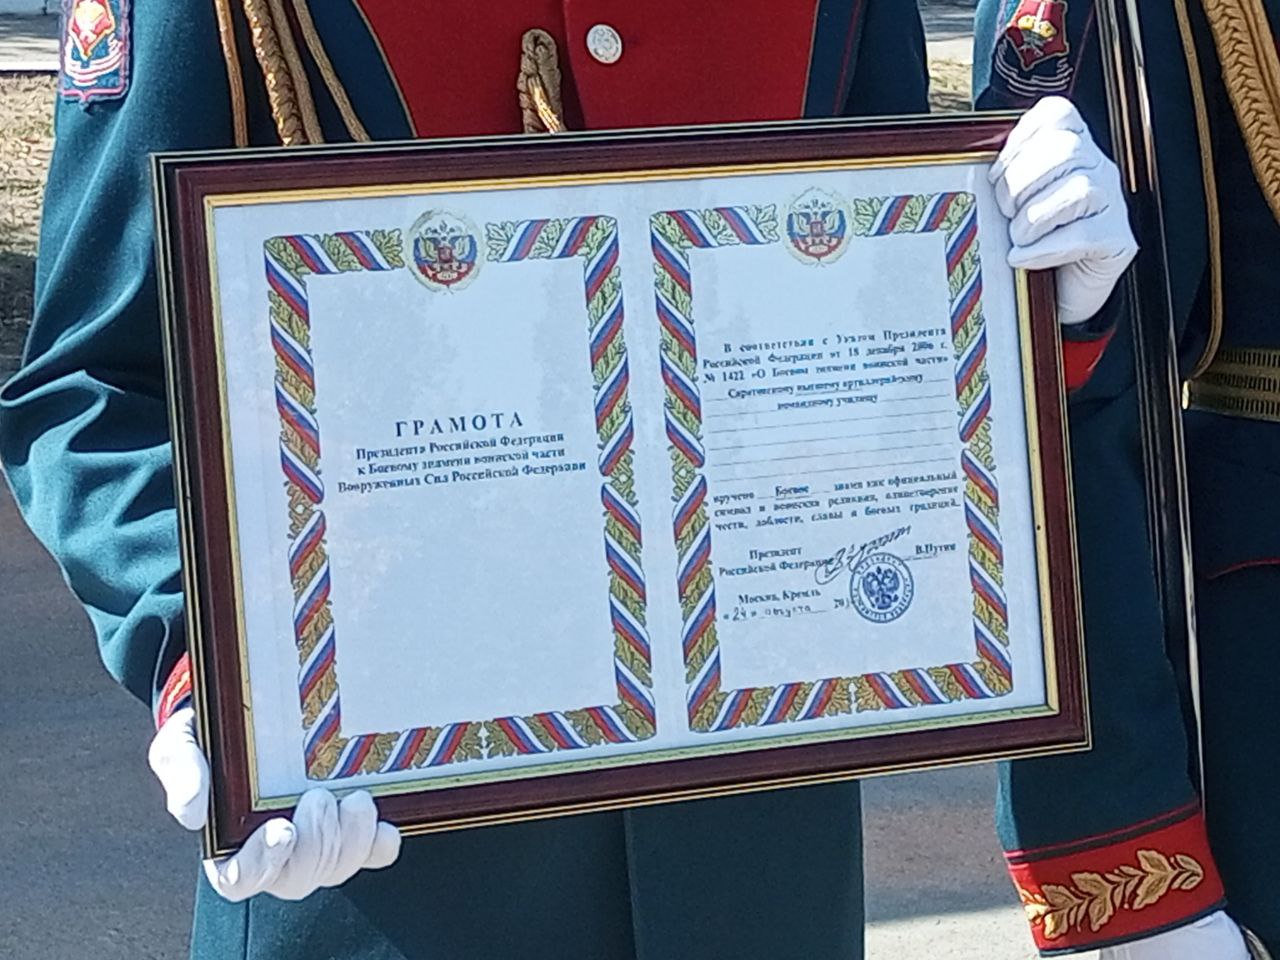 ГРАМОТА
Президента Российской Федерации
к Боевому знамени воинской части
Вооруженных Сил Российской Федерации
В соответствии с Указом Президента
Российской Федерации от 18 декабря 2006 г.
№ 1422 «О Боевом знамени воинской части»
Саратовскому высшему артиллерийскому
командному училищу
вручено Боевое знамя как официальный
символ и воинская реликвия, олицетворение
чести, доблести, славы и боевых традиций.
Президент
Российской Федерации В.Путин
Москва, Кремль
«24» августа